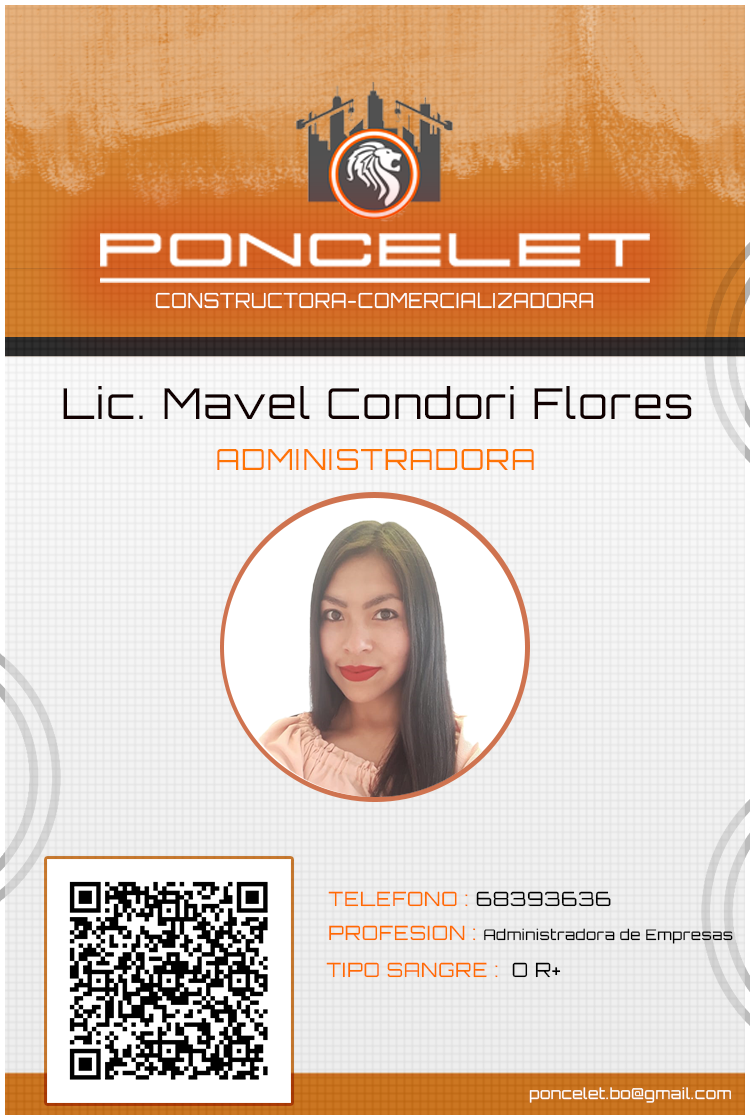 PONCELET
CONSTRUCTORA-COMERCIALIZADORA
Lic. Mavel Condori Flores
ADMINISTRADORA
TELEFONO : 68393636
PROFESION : Administradora de Empresas
TIPO SANGRE : O R+
poncelet.bo@gmail.com